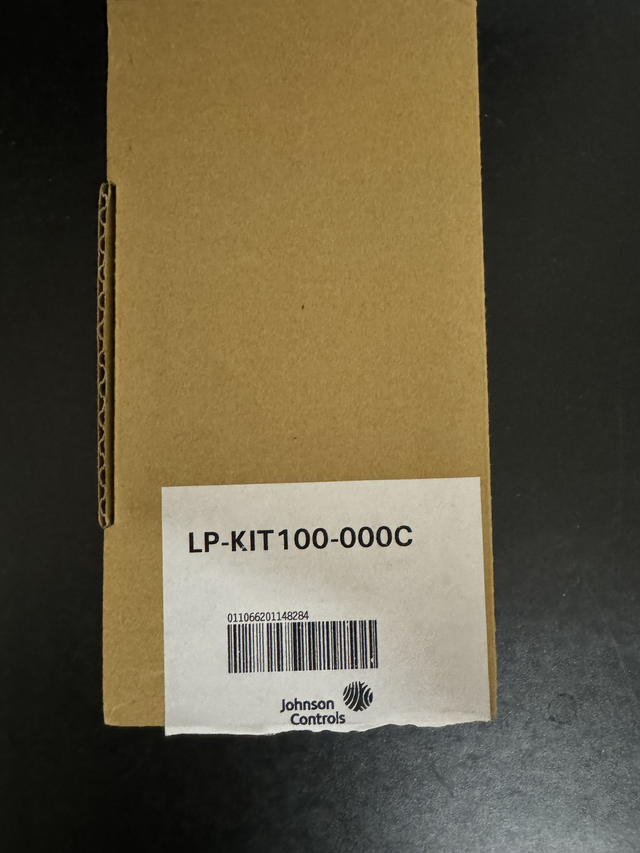 LP-KIT100-000C
011066201148284
Johnson
Controls